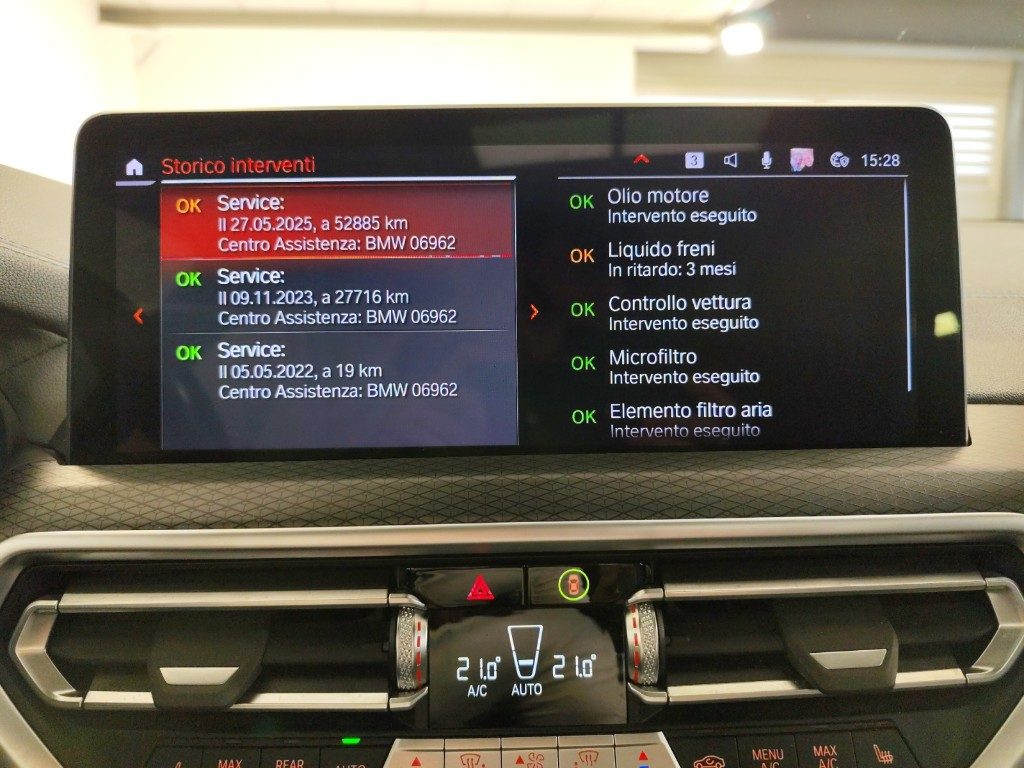 Storico interventi
3
15:28
OK Service:
Il 27.05.2025, a 52885 km
Centro Assistenza: BMW 06962
OK Service:
Il 09.11.2023, a 27716 km
Centro Assistenza: BMW 06962
OK Service:
Il 05.05.2022, a 19 km
Centro Assistenza: BMW 06962
OK Olio motore
Intervento eseguito
OK Liquido freni
In ritardo: 3 mesi
OK Controllo vettura
Intervento eseguito
OK Microfiltro
Intervento eseguito
OK Elemento filtro aria
Intervento eseguito
21.0° 21.0°
A/C AUTO
MAX
REAR
AUTO
MENU
A/C
MAX
A/C